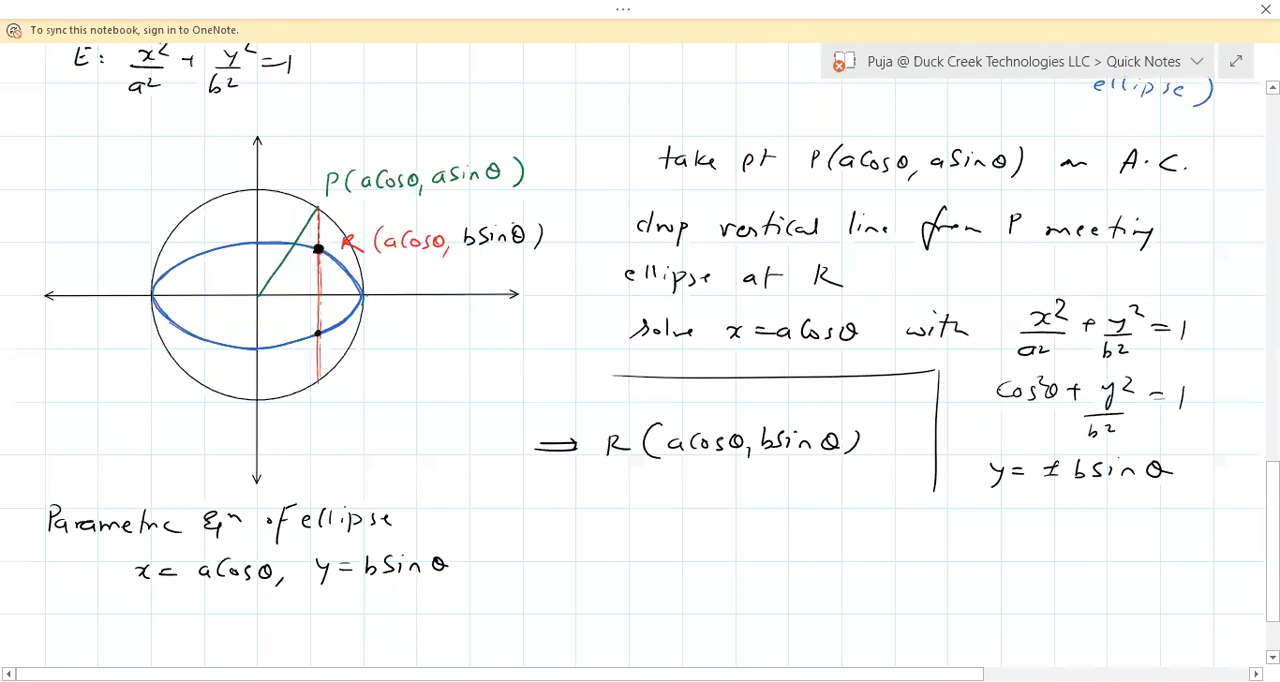 ...
To sync this notebook, sign in to OneNote.
Puja @ Duck Creek Technologies LLC > Quick Notes
E: x²/a² + y²/b² = 1
ellipse)
P(acosθ, asinθ)
R (acosθ, bsinθ)
take pt P(acosθ, asinθ) on A.C.
drop vertical line from P meeting
ellipse at R
solve x = acosθ with x²/a² + y²/b² = 1
cos²θ + y²/b² = 1
y = ± bsinθ
⇒ R (acosθ, bsinθ)
Parametric Eqn of ellipse
x = acosθ, y = bsinθ